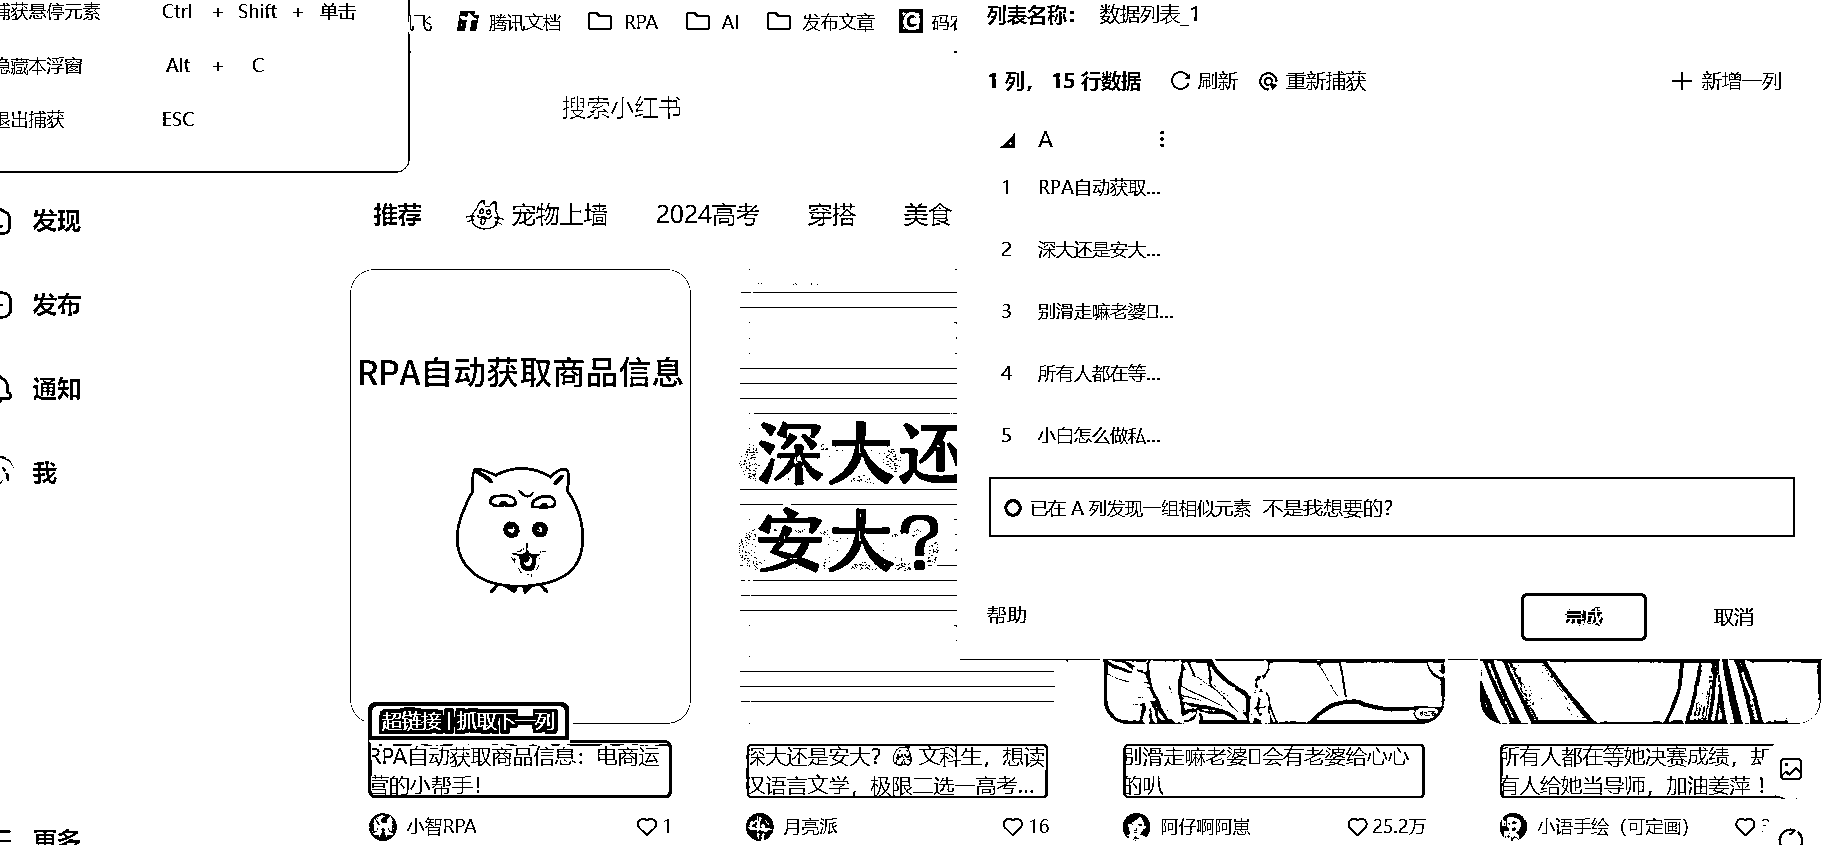 捕获悬停元素 Ctrl + Shift + 单击
隐藏本浮窗 Alt + C
退出捕获 ESC
飞 腾讯文档 RPA AI 发布文章 码
搜索小红书
发现
发布
通知
我
更多
推荐 宠物上墙 2024高考 穿搭 美食
RPA自动获取商品信息
深大还
安大?
超链接 | 抓取下一列
RPA自动获取商品信息：电商运
营的小帮手！
小智RPA 1
深大还是安大？ 文科生，想读
汉语言文学，极限二选一高考...
月亮派 16
别滑走嘛老婆▯会有老婆给心心
的叭
阿仔啊阿崽 25.2万
所有人都在等她决赛成绩，
有人给她当导师，加油姜萍！
小语手绘（可定画）
列表名称： 数据列表_1
1 列， 15 行数据 刷新 重新捕获 新增一列
A
1 RPA自动获取...
2 深大还是安大...
3 别滑走嘛老婆▯...
4 所有人都在等...
5 小白怎么做私...
已在 A 列发现一组相似元素 不是我想要的？
帮助 完成 取消